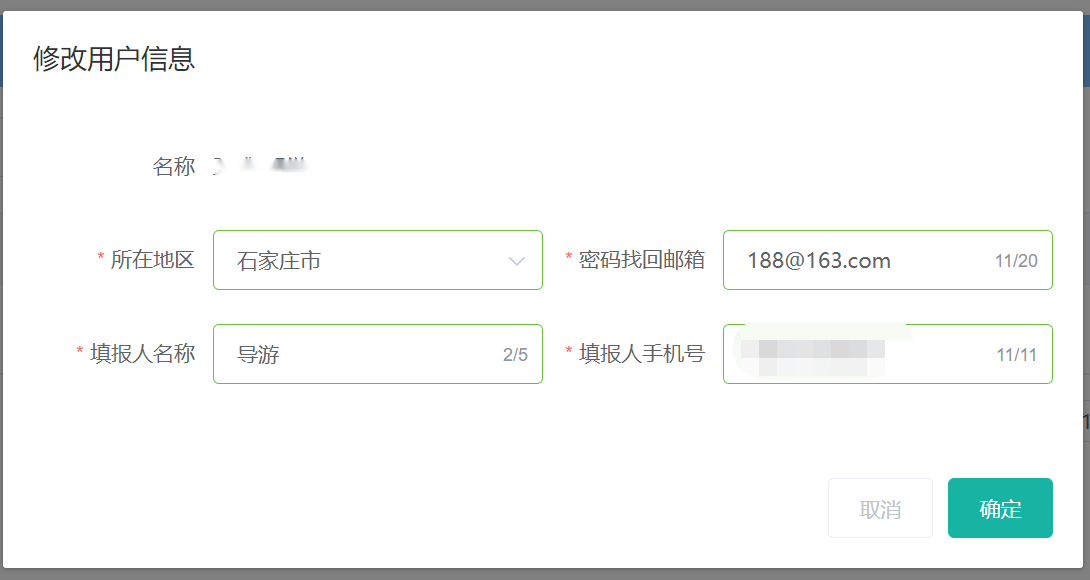 修改用户信息
名称
* 所在地区 石家庄市 * 密码找回邮箱 188@163.com 11/20
* 填报人名称 导游 2/5 * 填报人手机号 11/11
取消 确定